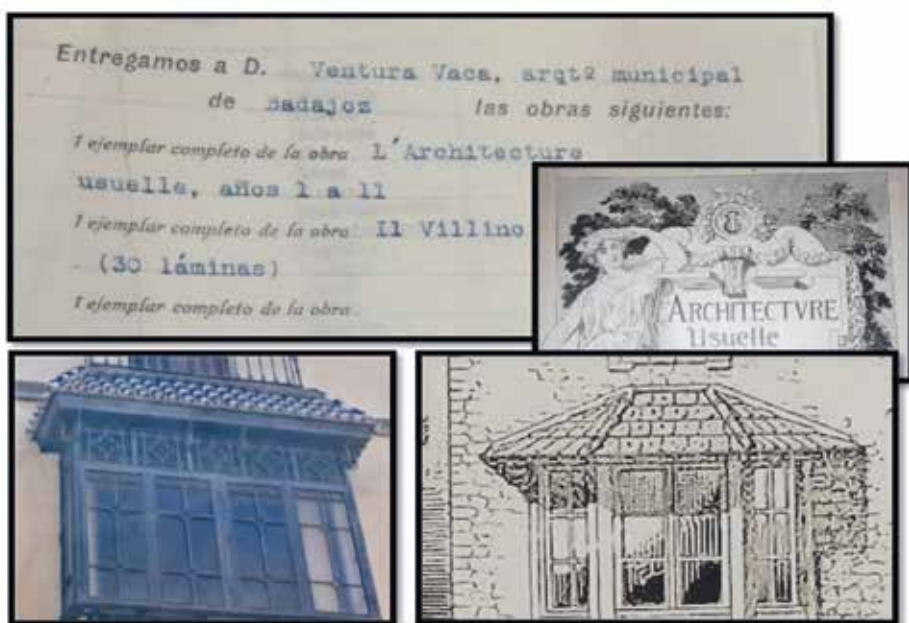 Entregamos a D. Ventura Vaca, arqtº municipal
de Badajoz las obras siguientes:
1 ejemplar completo de la obra L´Architecture
usuelle, años 1 a 11
1 ejemplar completo de la obra Il Villino
- (30 láminas)
1 ejemplar completo de la obra.
ARCHITECTVRE
Usuelle